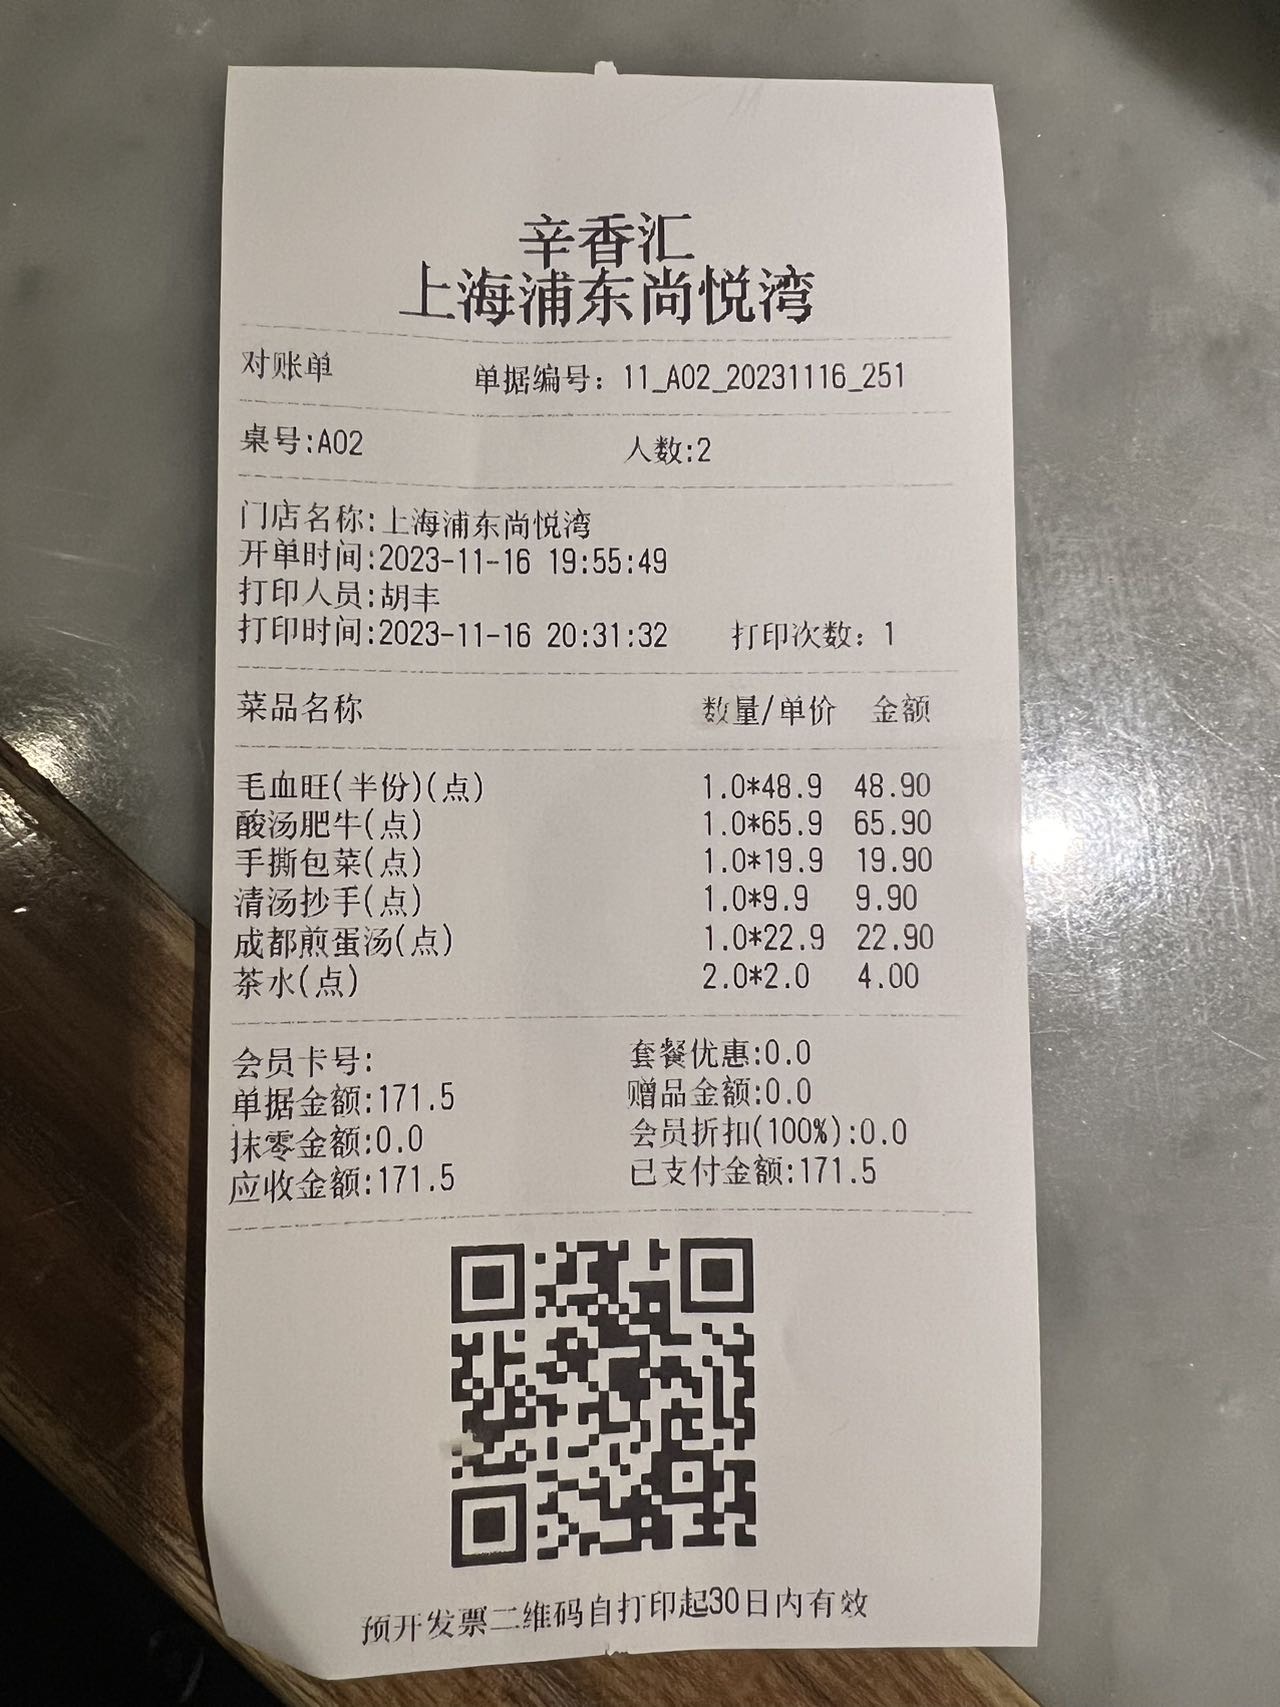 辛香汇
上海浦东尚悦湾
对账单 单据编号：11_A02_20231116_251
桌号:A02 人数:2
门店名称:上海浦东尚悦湾
开单时间:2023-11-16 19:55:49
打印人员:胡丰
打印时间:2023-11-16 20:31:32 打印次数：1
菜品名称 数量/单价 金额
毛血旺(半份)(点) 1.0*48.9 48.90
酸汤肥牛(点) 1.0*65.9 65.90
手撕包菜(点) 1.0*19.9 19.90
清汤抄手(点) 1.0*9.9 9.90
成都煎蛋汤(点) 1.0*22.9 22.90
茶水(点) 2.0*2.0 4.00
会员卡号: 套餐优惠:0.0
单据金额:171.5 赠品金额:0.0
抹零金额:0.0 会员折扣(100%):0.0
应收金额:171.5 已支付金额:171.5
预开发票二维码自打印起30日内有效